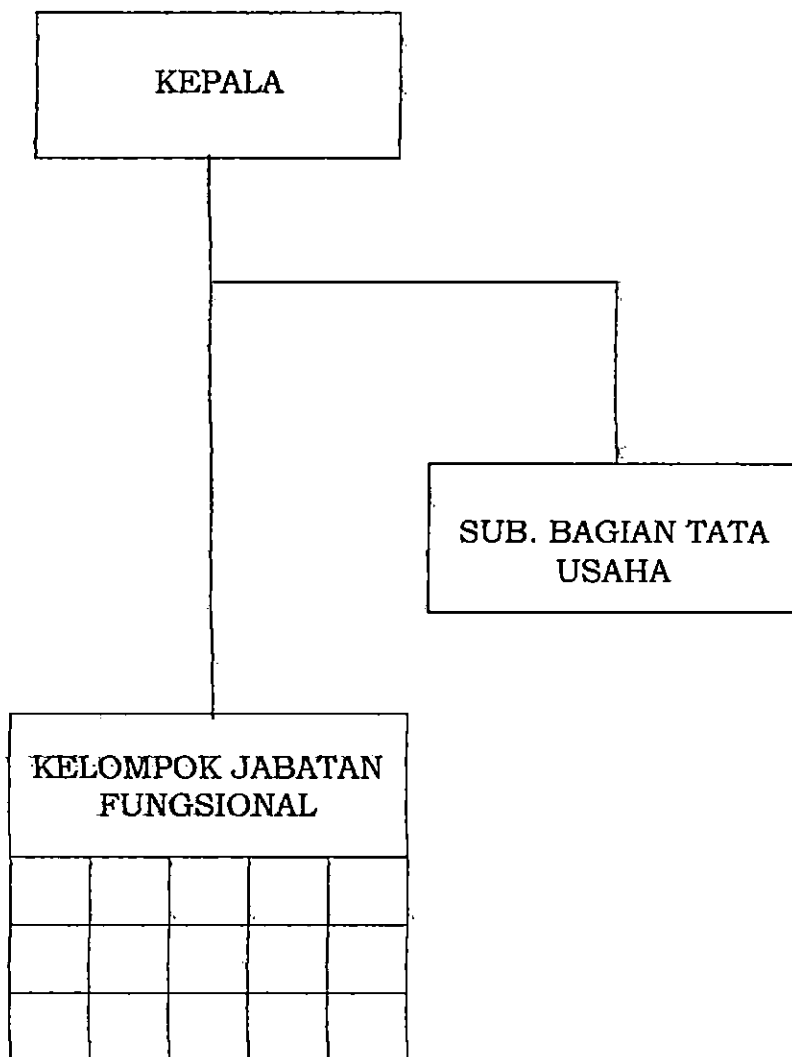 KEPALA
SUB. BAGIAN TATA
USAHA
KELOMPOK JABATAN
FUNGSIONAL